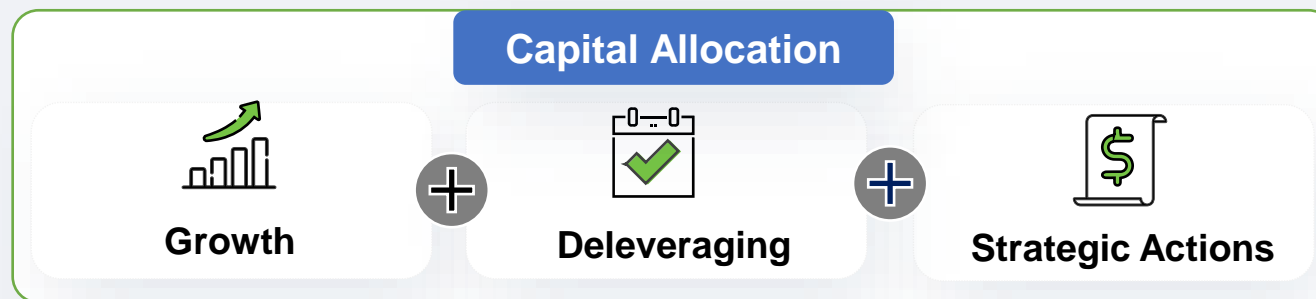 Capital Allocation
Growth
Deleveraging
Strategic Actions